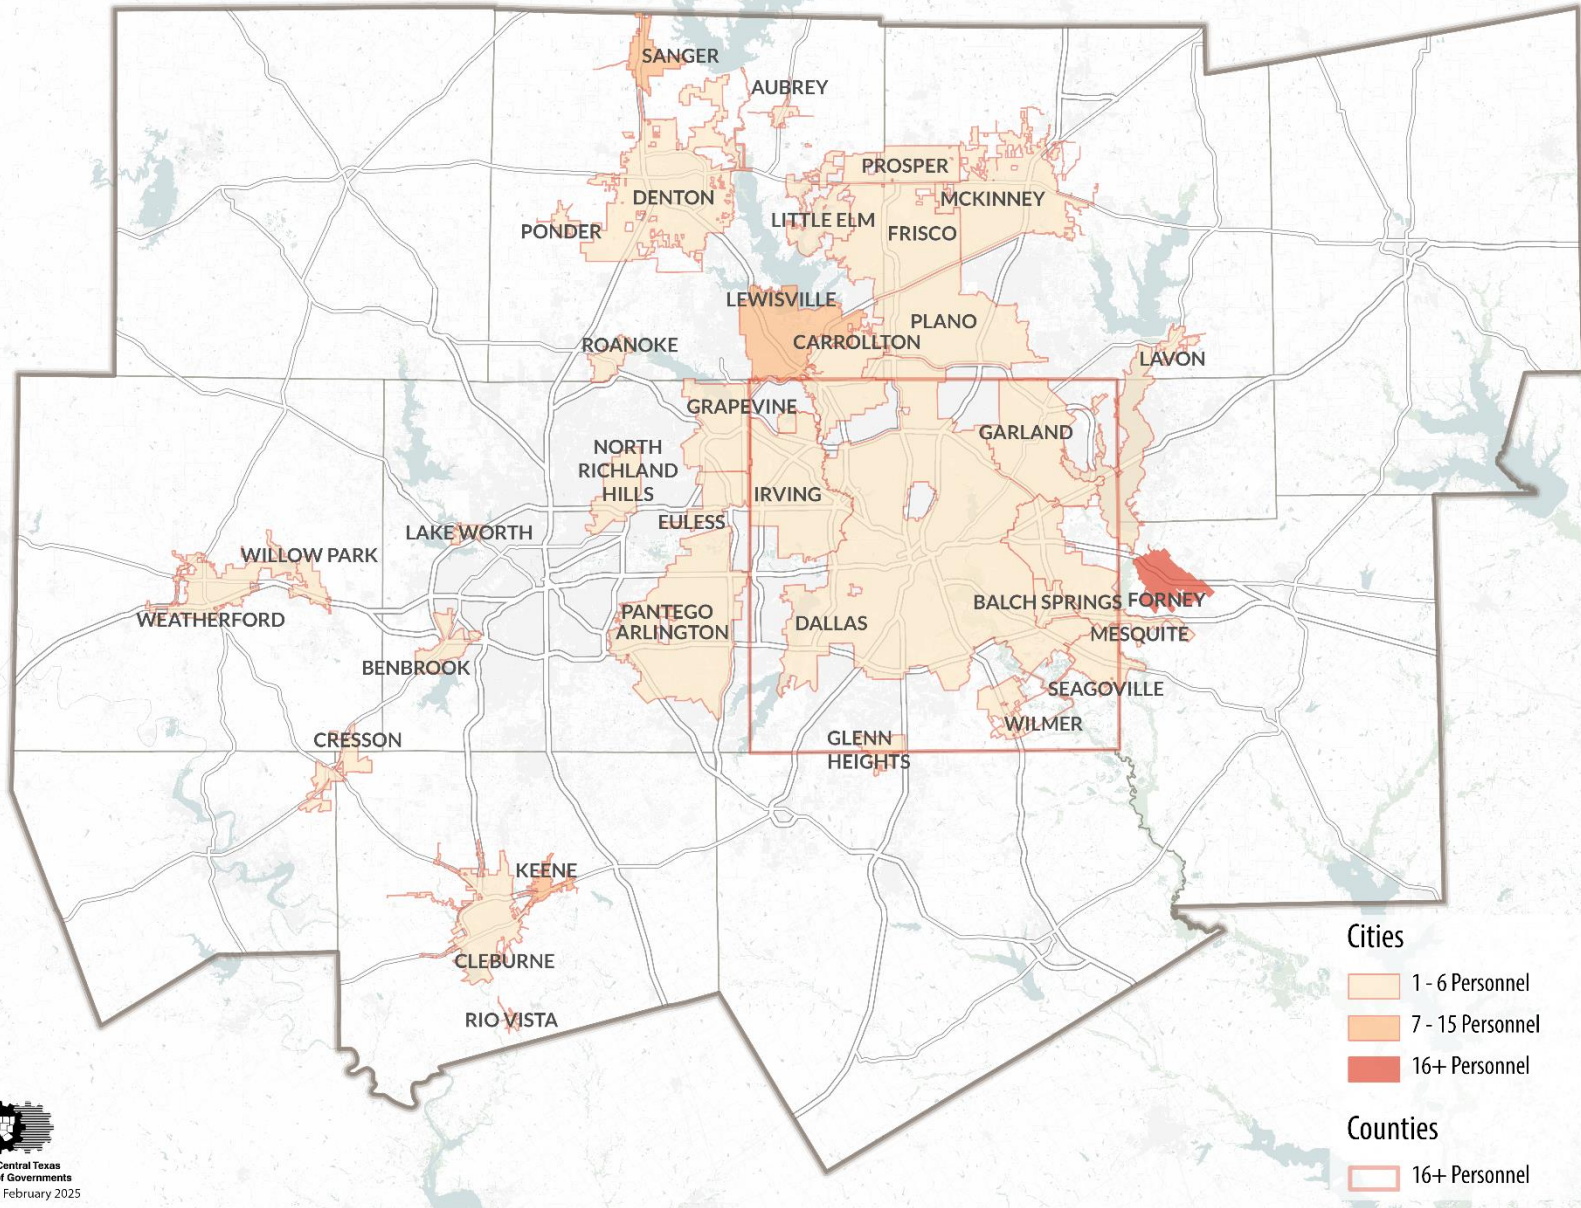 SANGER
AUBREY
PROSPER
DENTON
MCKINNEY
LITTLE ELM
PONDER
FRISCO
LEWISVILLE
PLANO
CARROLLTON
ROANOKE
LAVON
GRAPEVINE
GARLAND
NORTH
RICHLAND
HILLS
IRVING
EULESS
LAKE WORTH
WILLOW PARK
BALCH SPRINGS
FORNEY
PANTEGO
WEATHERFORD
DALLAS
ARLINGTON
MESQUITE
BENBROOK
SEAGOVILLE
WILMER
CRESSON
GLENN
HEIGHTS
KEENE
CLEBURNE
RIO VISTA
Cities
1 - 6 Personnel
7 - 15 Personnel
16+ Personnel
Counties
16+ Personnel
Central Texas
of Governments
February 2025